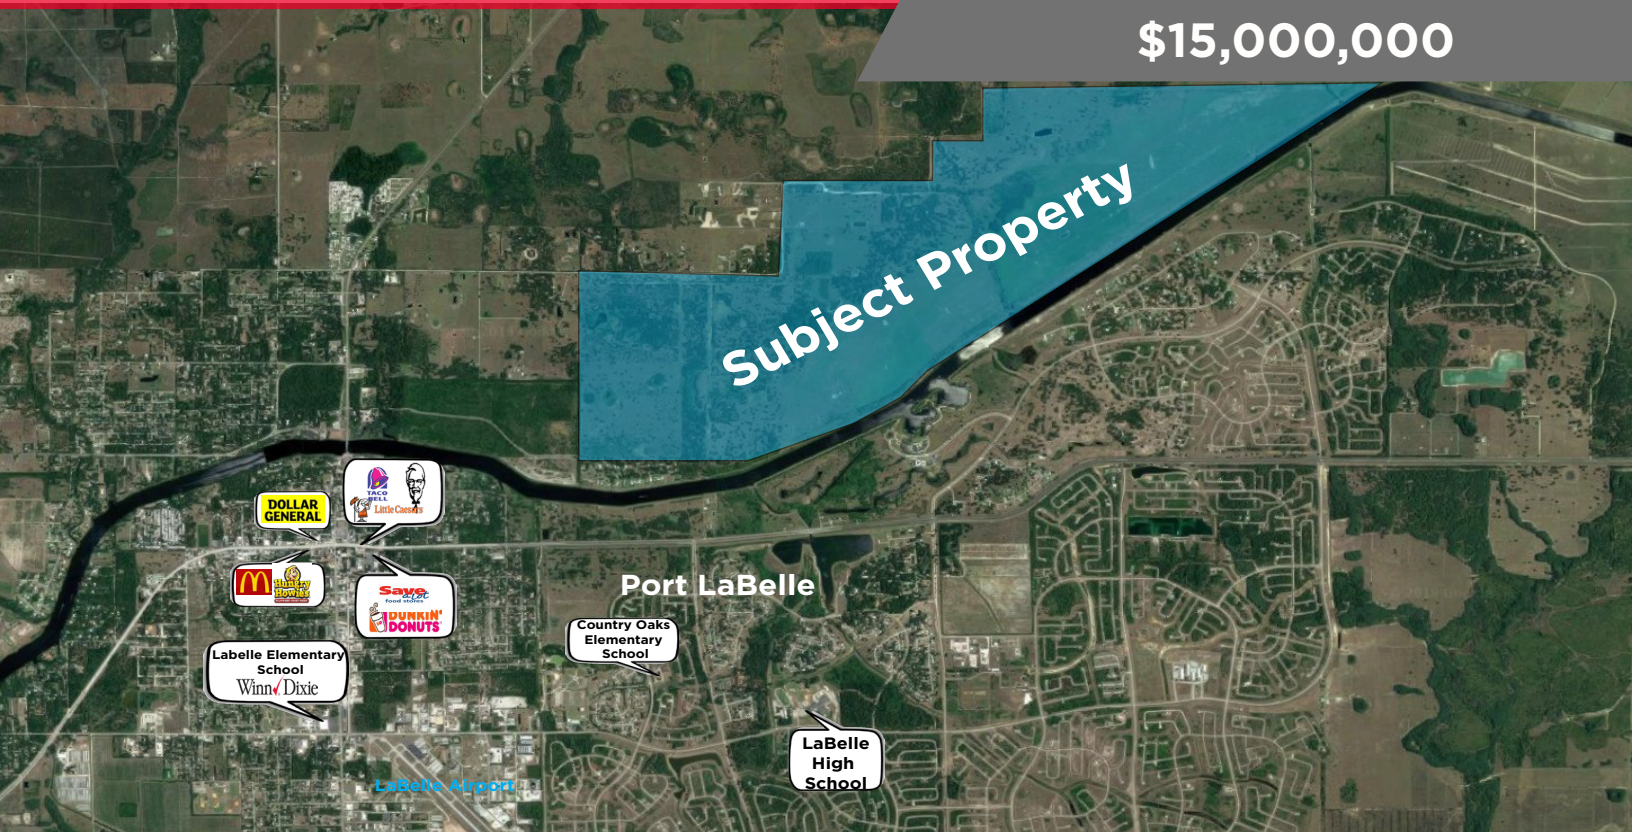 $15,000,000
Subject Property
TACO
BELL
Little Caesars
DOLLAR
GENERAL
Hungry
Howies
Save
a lot
food stores
DUNKIN'
DONUTS
Port LaBelle
Country Oaks
Elementary
School
Labelle Elementary
School
Winn Dixie
LaBelle
High
School
LaBelle Airport